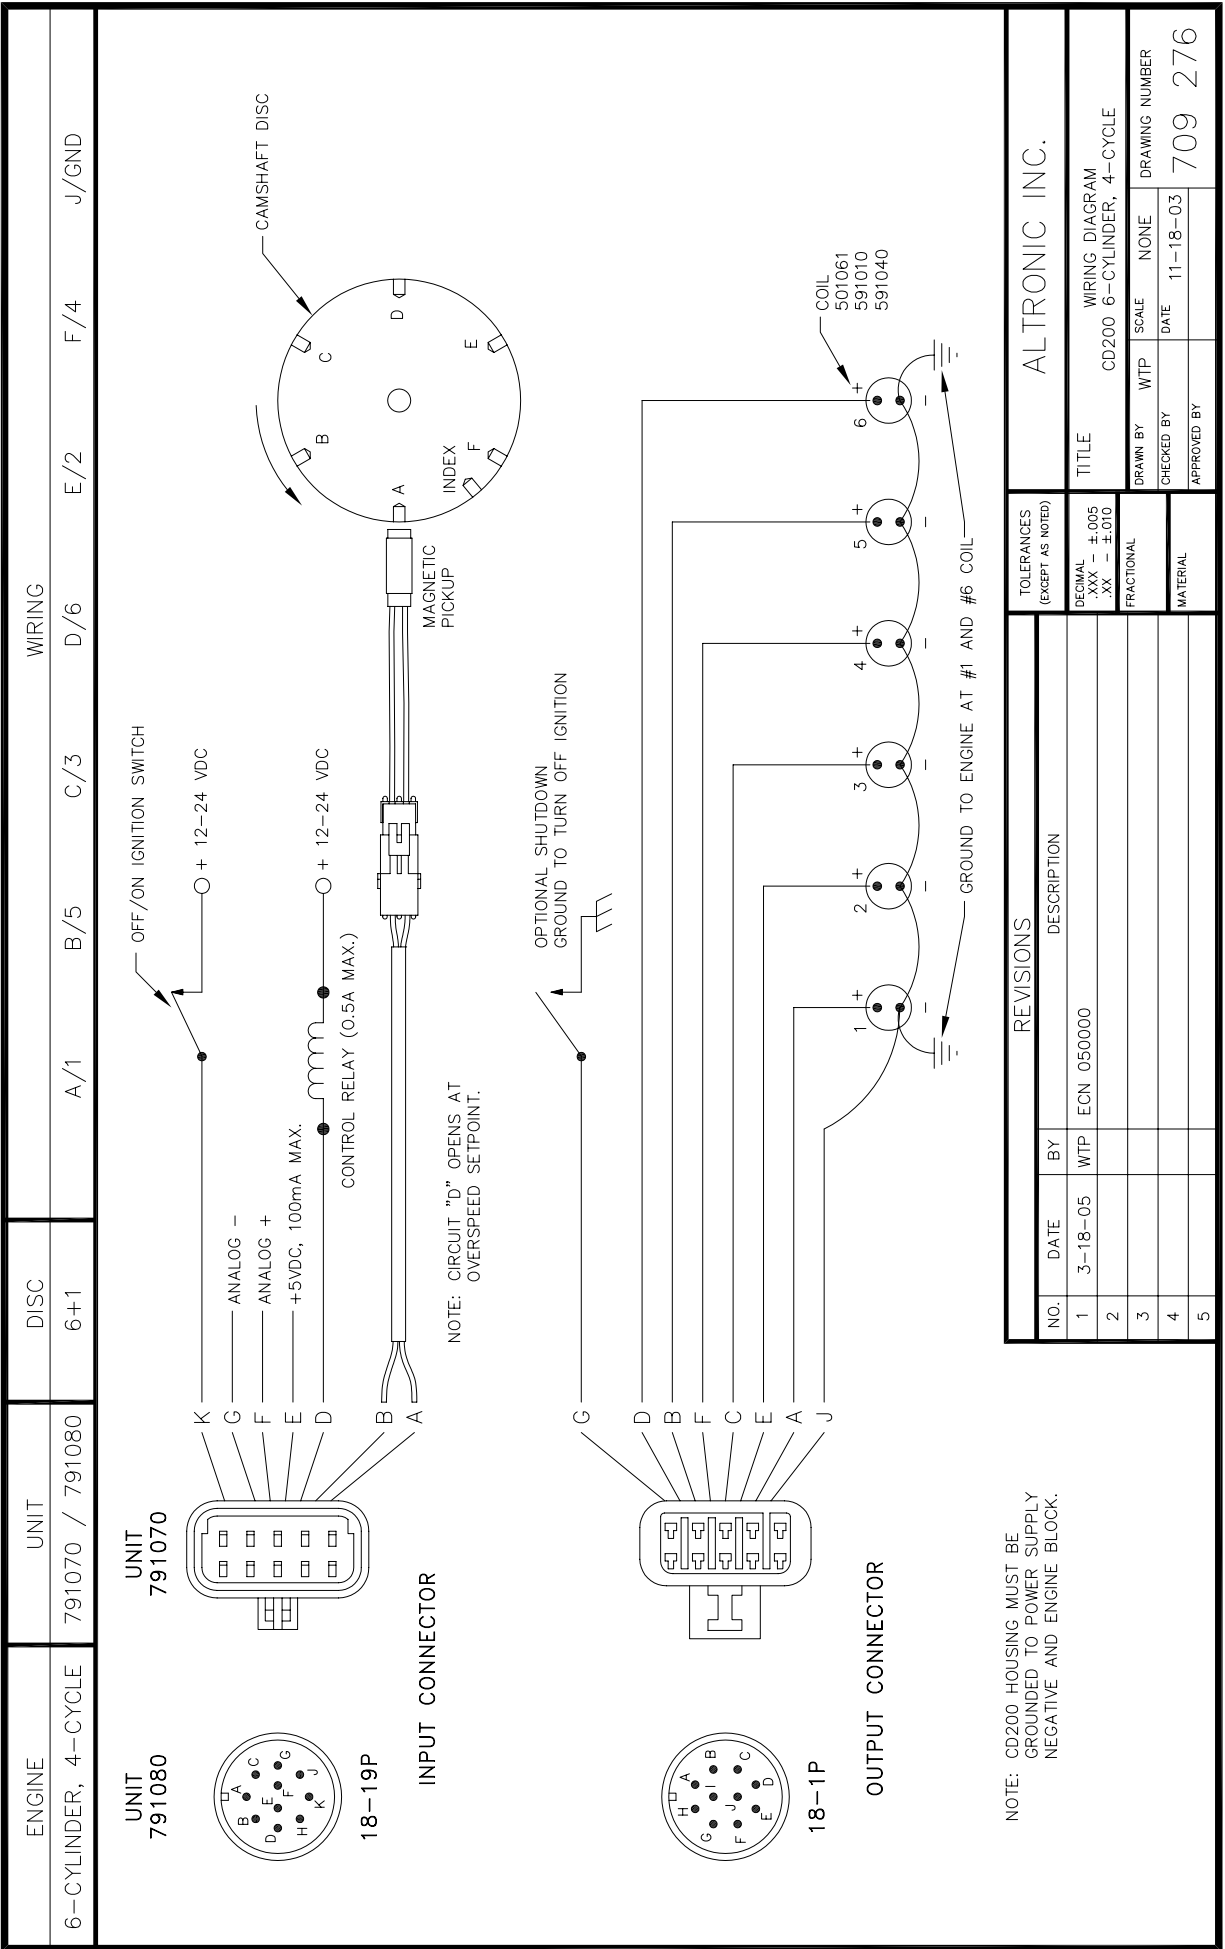 ENGINE
UNIT
DISC
WIRING
6-CYLINDER, 4-CYCLE
791070 / 791080
6+1
A/1
B/5
C/3
D/6
E/2
F/4
J/GND
UNIT
791080
UNIT
791070
A
B
C
D
E
F
G
H
J
K
18-19P
INPUT CONNECTOR
K
G
F
E
D
B
A
OFF/ON IGNITION SWITCH
+ 12-24 VDC
ANALOG -
ANALOG +
+5VDC, 100mA MAX.
+ 12-24 VDC
CONTROL RELAY (0.5A MAX.)
NOTE: CIRCUIT "D" OPENS AT
OVERSPEED SETPOINT.
MAGNETIC
PICKUP
CAMSHAFT DISC
A
B
C
D
E
F
INDEX
OPTIONAL SHUTDOWN
GROUND TO TURN OFF IGNITION
A
B
C
D
E
F
G
H
I
J
18-1P
OUTPUT CONNECTOR
G
D
B
F
C
E
A
J
1 + -
2 + -
3 + -
4 + -
5 + -
6 + -
COIL
501061
591010
591040
GROUND TO ENGINE AT #1 AND #6 COIL
NOTE: CD200 HOUSING MUST BE
GROUNDED TO POWER SUPPLY
NEGATIVE AND ENGINE BLOCK.
REVISIONS
NO. DATE BY DESCRIPTION
1 3-18-05 WTP ECN 050000
2
3
4
5
TOLERANCES
(EXCEPT AS NOTED)
DECIMAL
.XXX - ±.005
.XX - ±.010
FRACTIONAL
MATERIAL
ALTRONIC INC.
TITLE
WIRING DIAGRAM
CD200 6-CYLINDER, 4-CYCLE
DRAWN BY WTP
SCALE NONE
DRAWING NUMBER
709 276
CHECKED BY
DATE 11-18-03
APPROVED BY